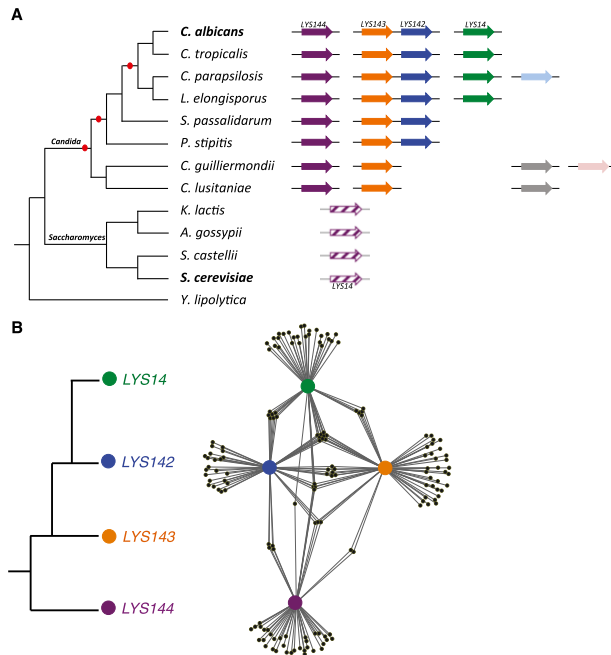 A
LYS144 LYS143 LYS142 LYS14
C. albicans
C. tropicalis
C. parapsilosis
L. elongisporus
S. passalidarum
P. stipitis
Candida
C. guilliermondii
C. lusitaniae
K. lactis
A. gossypii
Saccharomyces
S. castellii
S. cerevisiae
LYS14
Y. lipolytica
B
LYS14
LYS142
LYS143
LYS144